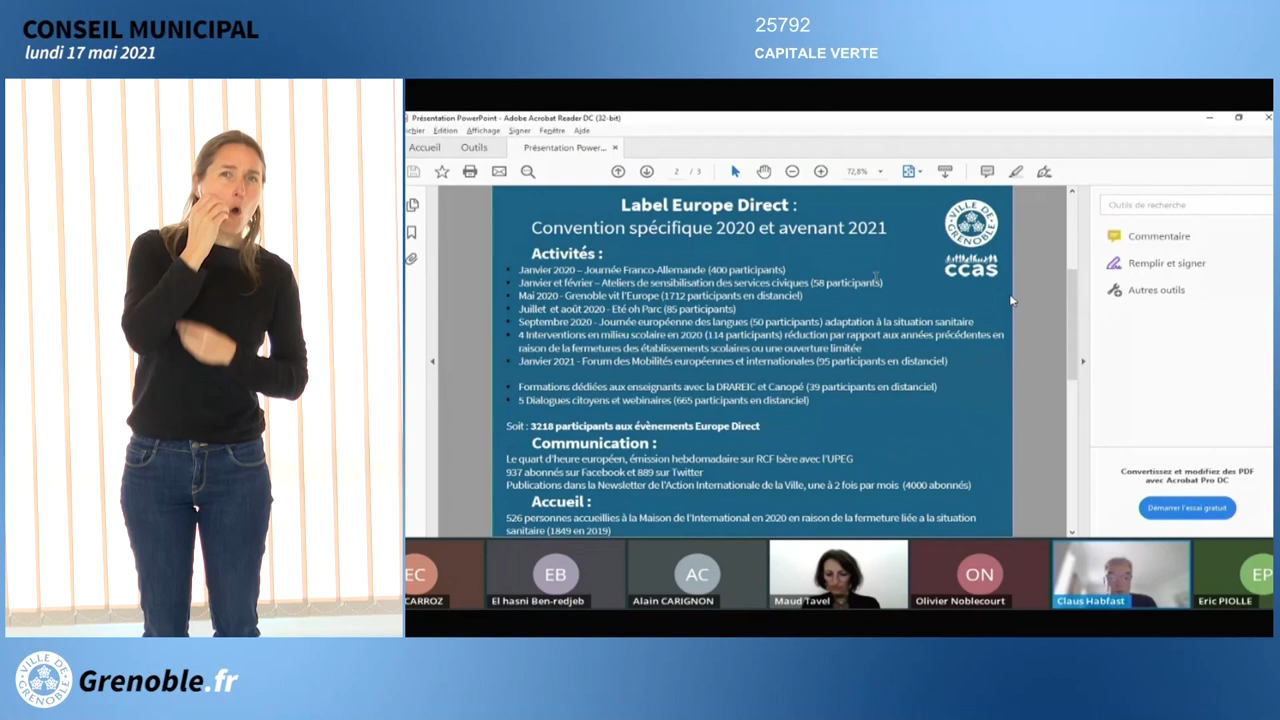 CONSEIL MUNICIPAL
lundi 17 mai 2021
25792
CAPITALE VERTE
Présentation PowerPoint - Adobe Acrobat Reader DC (32-bit)
ichier Edition Affichage Signer Fenêtre Aide
Accueil Outils Présentation Power... ×
2 / 3 72,8%
Outils de recherche
Commentaire
Remplir et signer
Autres outils
Convertissez et modifiez des PDF
avec Acrobat Pro DC
Démarrer l'essai gratuit
Label Europe Direct :
Convention spécifique 2020 et avenant 2021
VILLE DE GRENOBLE
ccas
Activités :
Janvier 2020 – Journée Franco-Allemande (400 participants)
Janvier et février – Ateliers de sensibilisation des services civiques (58 participants)
Mai 2020 - Grenoble vit l'Europe (1712 participants en distanciel)
Juillet et août 2020 - Eté oh Parc (85 participants)
Septembre 2020 - Journée européenne des langues (50 participants) adaptation à la situation sanitaire
4 Interventions en milieu scolaire en 2020 (114 participants) réduction par rapport aux années précédentes en
raison de la fermetures des établissements scolaires ou une ouverture limitée
Janvier 2021 - Forum des Mobilités européennes et internationales (95 participants en distanciel)
Formations dédiées aux enseignants avec la DRAREIC et Canopé (39 participants en distanciel)
5 Dialogues citoyens et webinaires (665 participants en distanciel)
Soit : 3218 participants aux évènements Europe Direct
Communication :
Le quart d'heure européen, émission hebdomadaire sur RCF Isère avec l'UPEG
937 abonnés sur Facebook et 889 sur Twitter
Publications dans la Newsletter de l'Action Internationale de la Ville, une à 2 fois par mois (4000 abonnés)
Accueil :
526 personnes accueillies à la Maison de l'International en 2020 en raison de la fermeture liée a la situation
sanitaire (1849 en 2019)
EC EB AC ON EP
CARROZ El hasni Ben-redjeb Alain CARIGNON Maud Tavel Olivier Noblecourt Claus Habfast Eric PIOLLE
VILLE DE GRENOBLE
Grenoble.fr